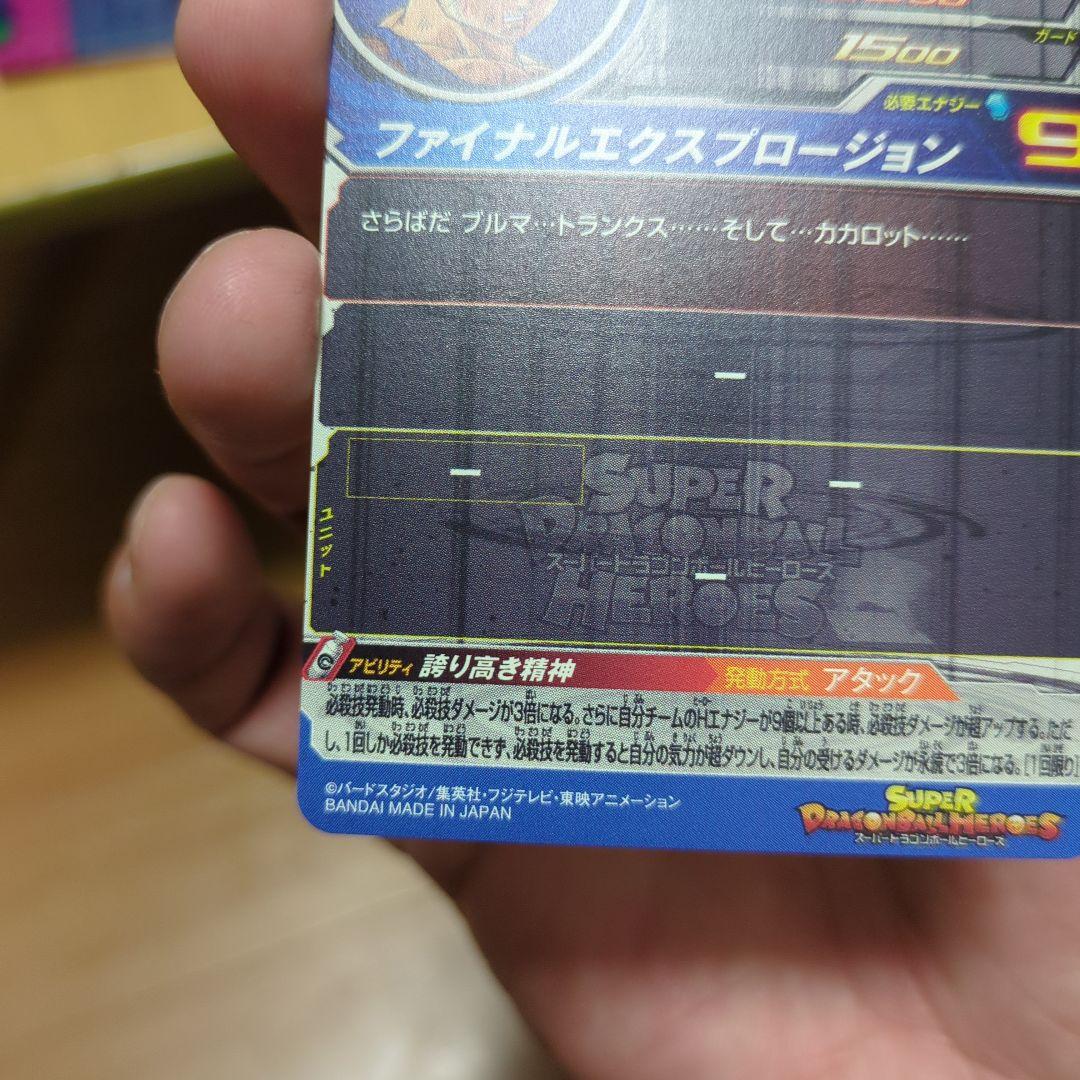 1500
ガード
必要エナジー
ファイナルエクスプロージョン
9
さらばだ ブルマ…トランクス……そして…カカロット……
ー
ー
ー
ー
SUPER
DRAGONBALL
スーパードラゴンボールヒーローズ
HEROES
ユニット
アビリティ 誇り高き精神 発動方式 アタック
必殺技発動時、必殺技ダメージが3倍になる。さらに自分チームのHエナジーが9個以上ある時、必殺技ダメージが超アップする。ただ
し、1回しか必殺技を発動できず、必殺技を発動すると自分の気力が超ダウンし、自分の受けるダメージが永続で3倍になる。[1回限り]
©バードスタジオ/集英社・フジテレビ・東映アニメーション
BANDAI MADE IN JAPAN
SUPER
DRAGONBALL HEROES
スーパードラゴンボールヒーローズ